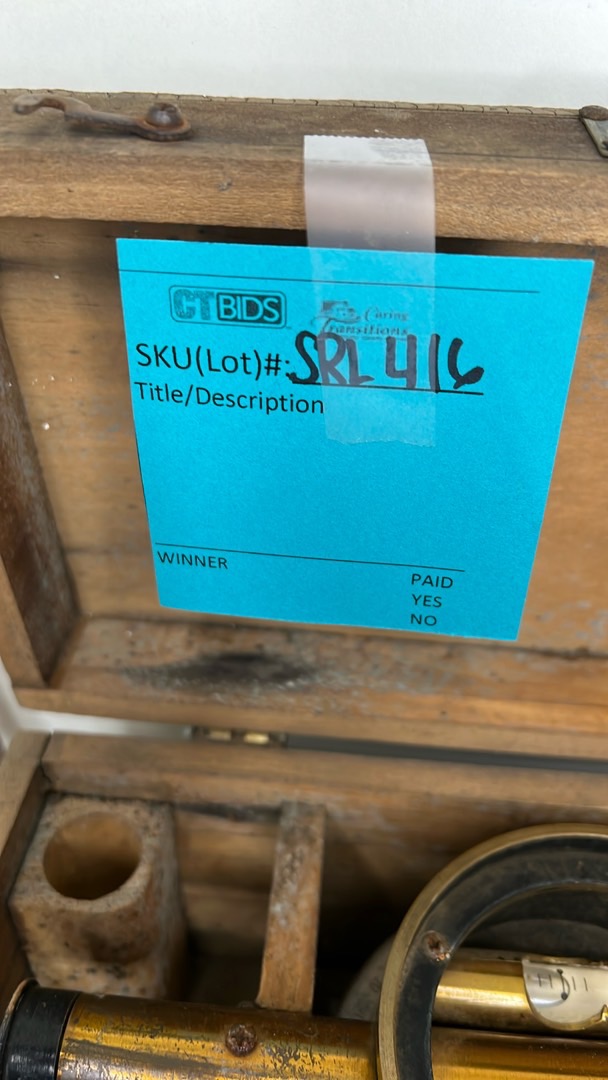 CTBIDS
Caring
Transitions
SKU(Lot)#: SRL 416
Title/Description
WINNER
PAID
YES
NO